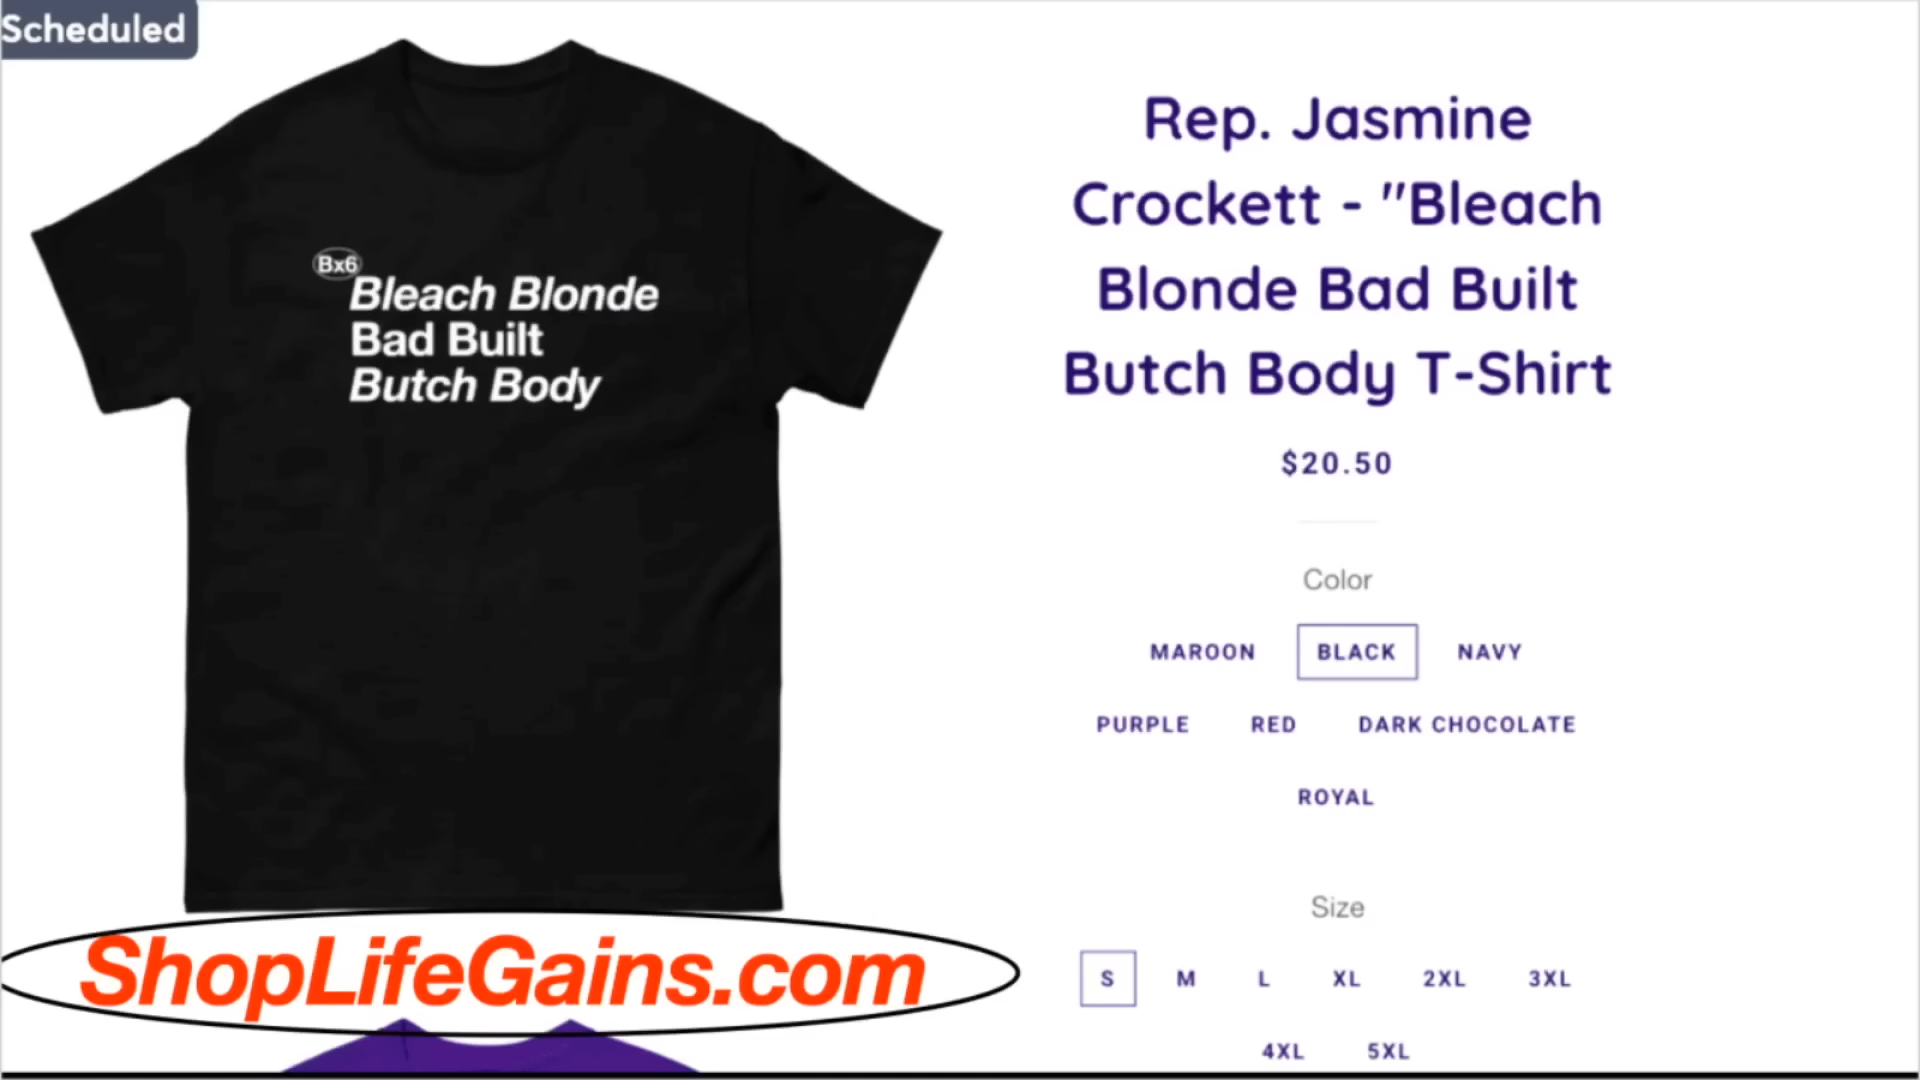 Scheduled
Bx6
Bleach Blonde
Bad Built
Butch Body
ShopLifeGains.com
Rep. Jasmine
Crockett - "Bleach
Blonde Bad Built
Butch Body T-Shirt
$20.50
Color
MAROON BLACK NAVY
PURPLE RED DARK CHOCOLATE
ROYAL
Size
S M L XL 2XL 3XL
4XL 5XL